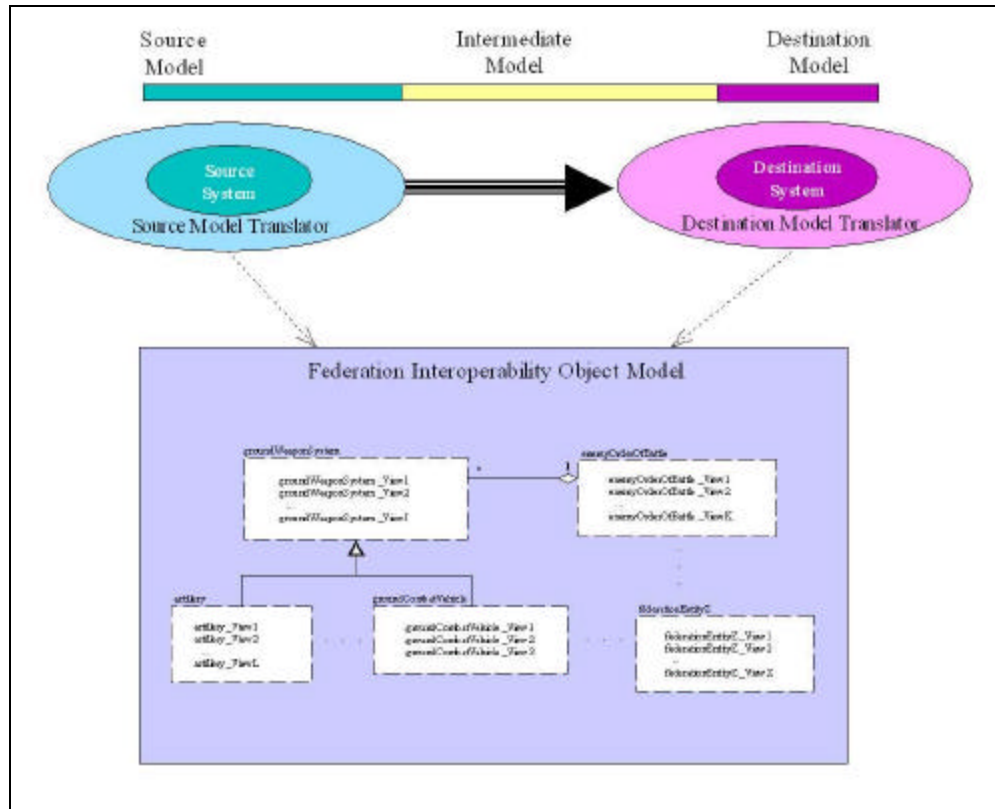 Source
Model
Intermediate
Model
Destination
Model
Source
System
Source Model Translator
Destination
System
Destination Model Translator
Federation Interoperability Object Model
groundWeaponSystem
groundWeaponSystem_View1
groundWeaponSystem_View2
...
groundWeaponSystem_ViewJ
*
1
enemyOrderOfBattle
enemyOrderOfBattle_View1
enemyOrderOfBattle_View2
...
enemyOrderOfBattle_ViewK
artillery
artillery_View1
artillery_View2
...
artillery_ViewL
groundCombatVehicle
groundCombatVehicle_View1
groundCombatVehicle_View2
groundCombatVehicle_View3
federationEntityZ
federationEntityZ_View1
federationEntityZ_View2
...
federationEntityZ_ViewX